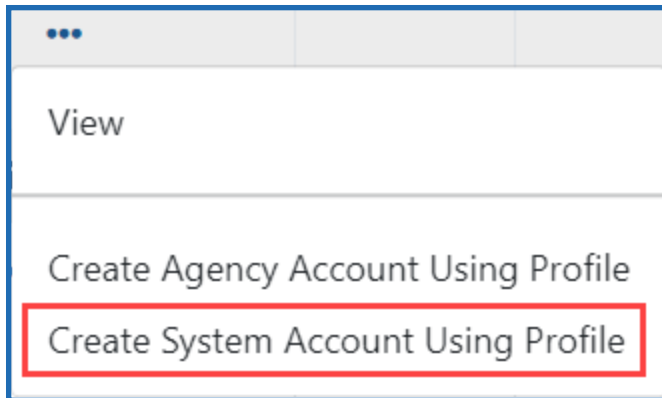 •••
View
Create Agency Account Using Profile
Create System Account Using Profile